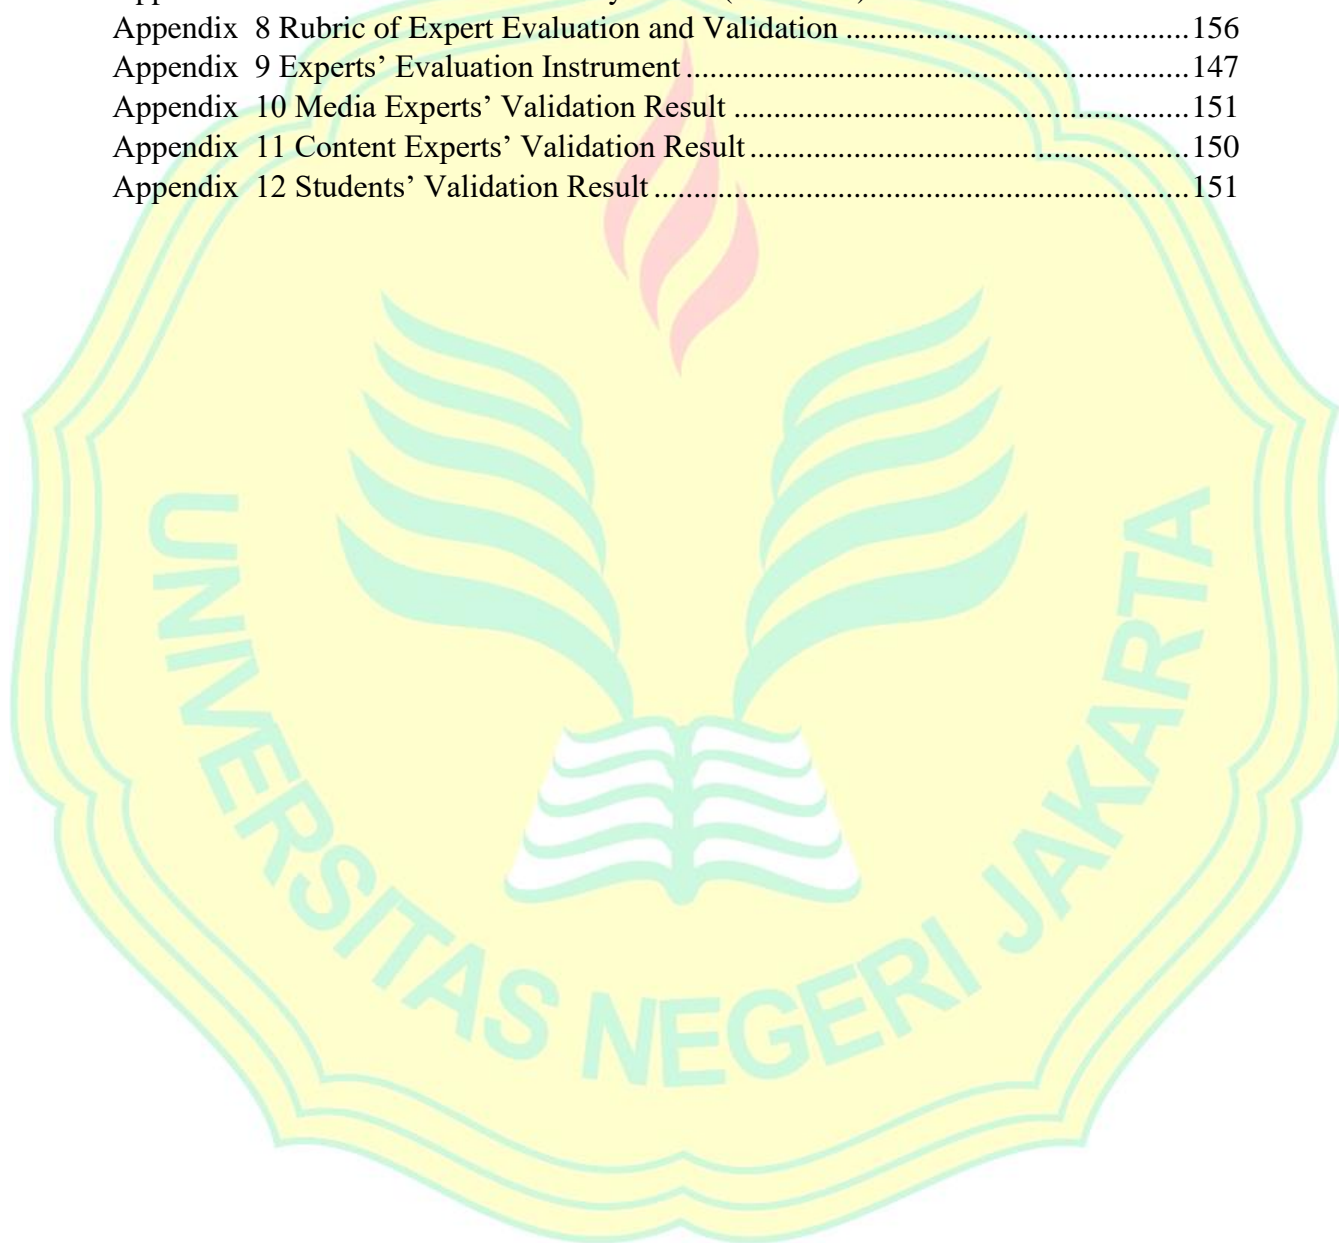 Appendix 8 Rubric of Expert Evaluation and Validation ...........................................156
Appendix 9 Experts’ Evaluation Instrument...............................................................147
Appendix 10 Media Experts’ Validation Result .........................................................151
Appendix 11 Content Experts’ Validation Result.......................................................150
Appendix 12 Students’ Validation Result...................................................................151
UNIVERSITAS NEGERI JAKARTA